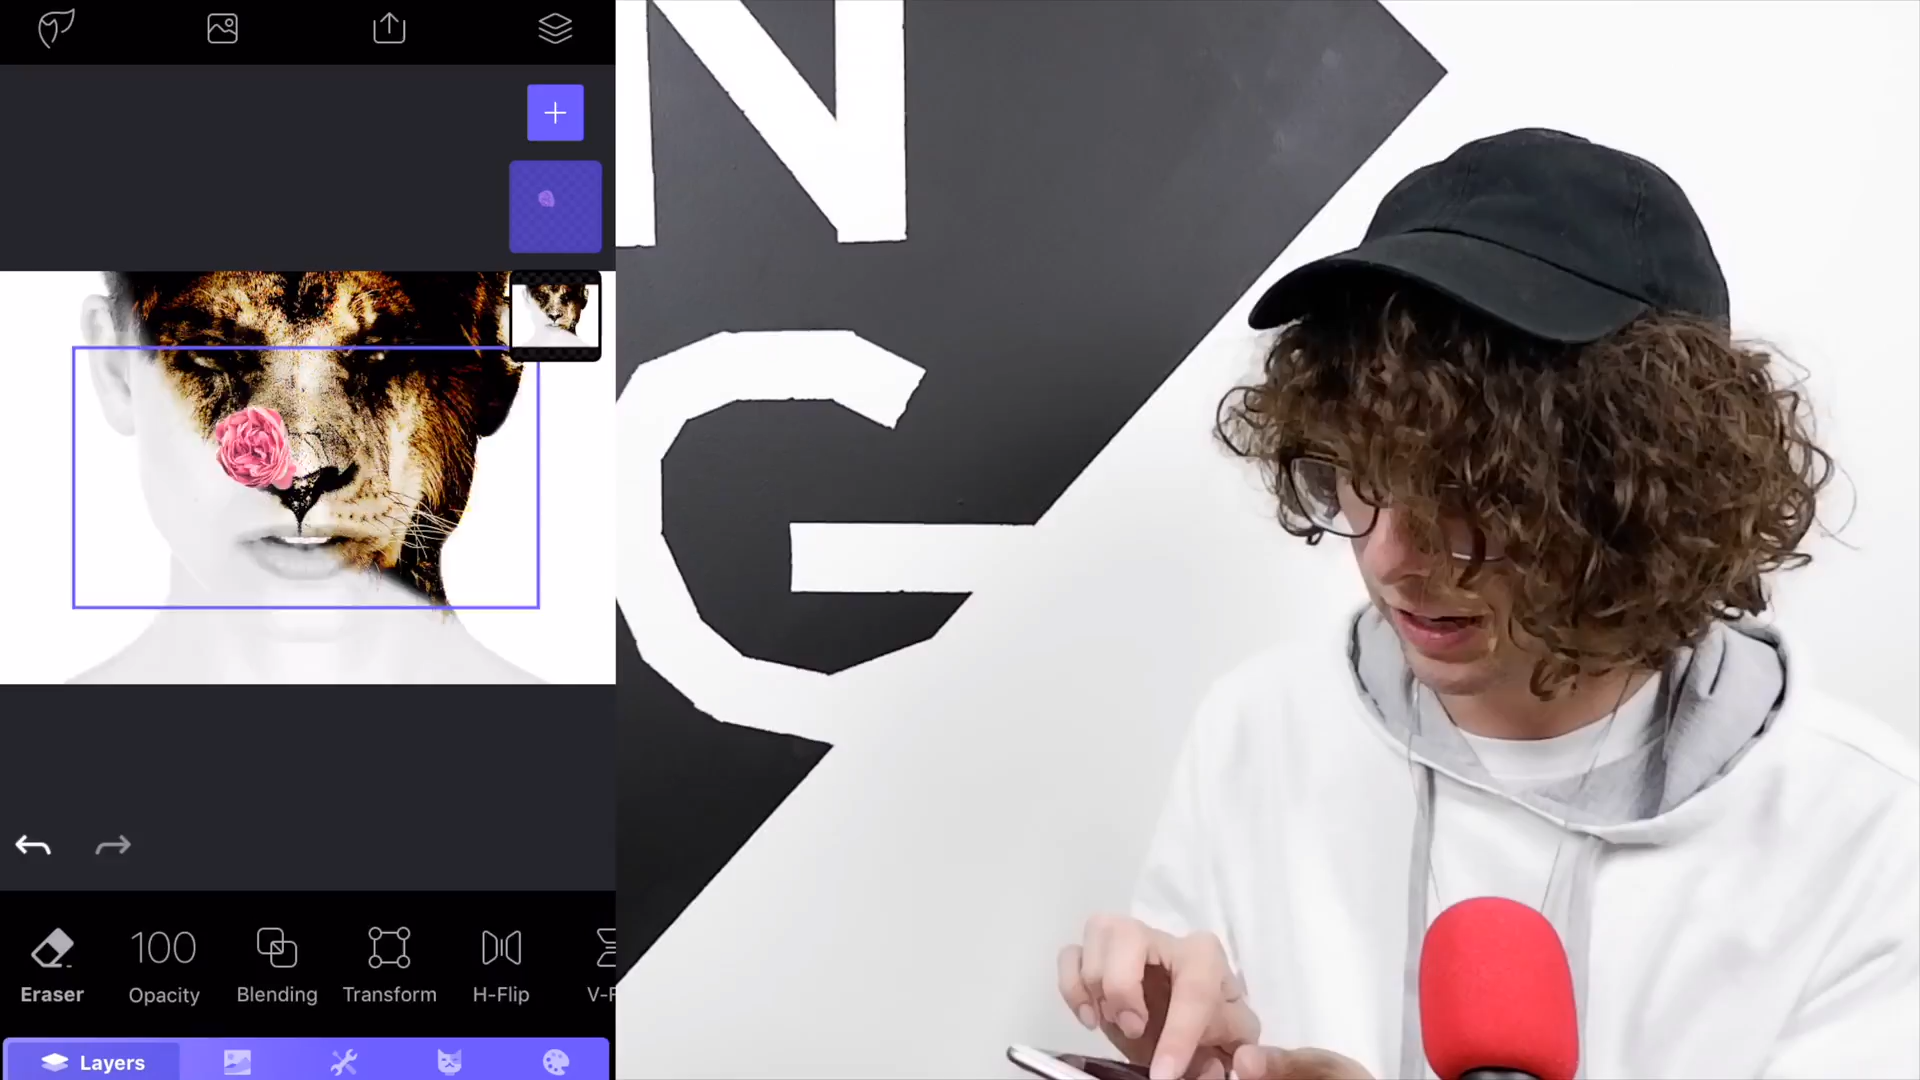 N
G
Eraser
100
Opacity
Blending
Transform
H-Flip
Layers